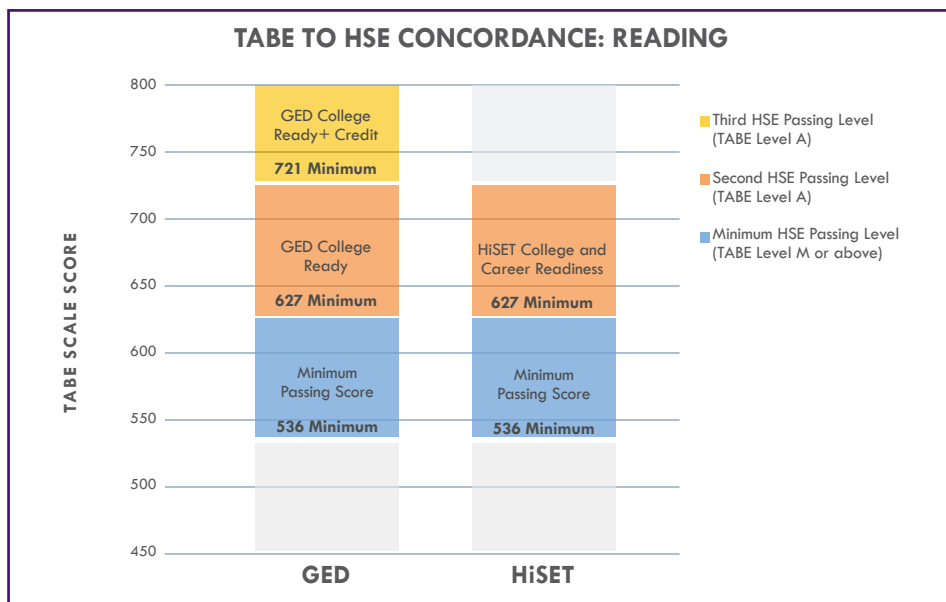 TABE TO HSE CONCORDANCE: READING
TABE SCALE SCORE
800
750
700
650
600
550
500
450
GED College
Ready+ Credit
721 Minimum
GED College
Ready
627 Minimum
Minimum
Passing Score
536 Minimum
HiSET College and
Career Readiness
627 Minimum
Minimum
Passing Score
536 Minimum
GED
HiSET
Third HSE Passing Level
(TABE Level A)
Second HSE Passing Level
(TABE Level A)
Minimum HSE Passing Level
(TABE Level M or above)